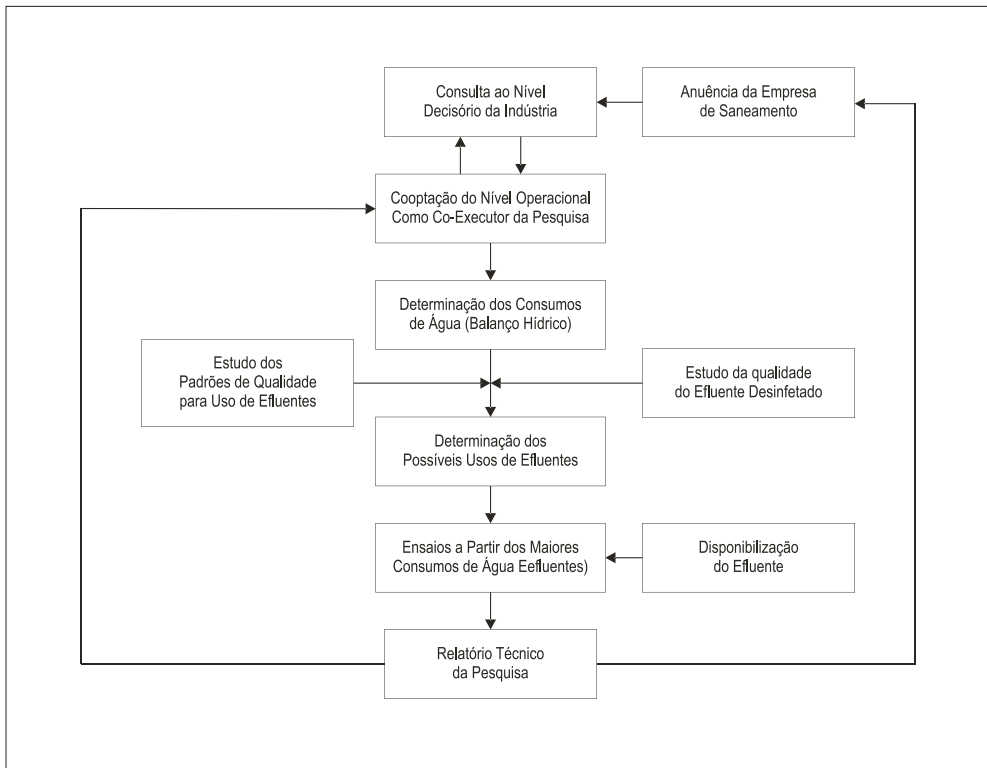 Consulta ao Nível
Decisório da Indústria
Anuência da Empresa
de Saneamento
Cooptação do Nível Operacional
Como Co-Executor da Pesquisa
Determinação dos Consumos
de Água (Balanço Hídrico)
Estudo dos
Padrões de Qualidade
para Uso de Efluentes
Estudo da qualidade
do Efluente Desinfetado
Determinação dos
Possíveis Usos de Efluentes
Ensaios a Partir dos Maiores
Consumos de Água Eefluentes)
Disponibilização
do Efluente
Relatório Técnico
da Pesquisa